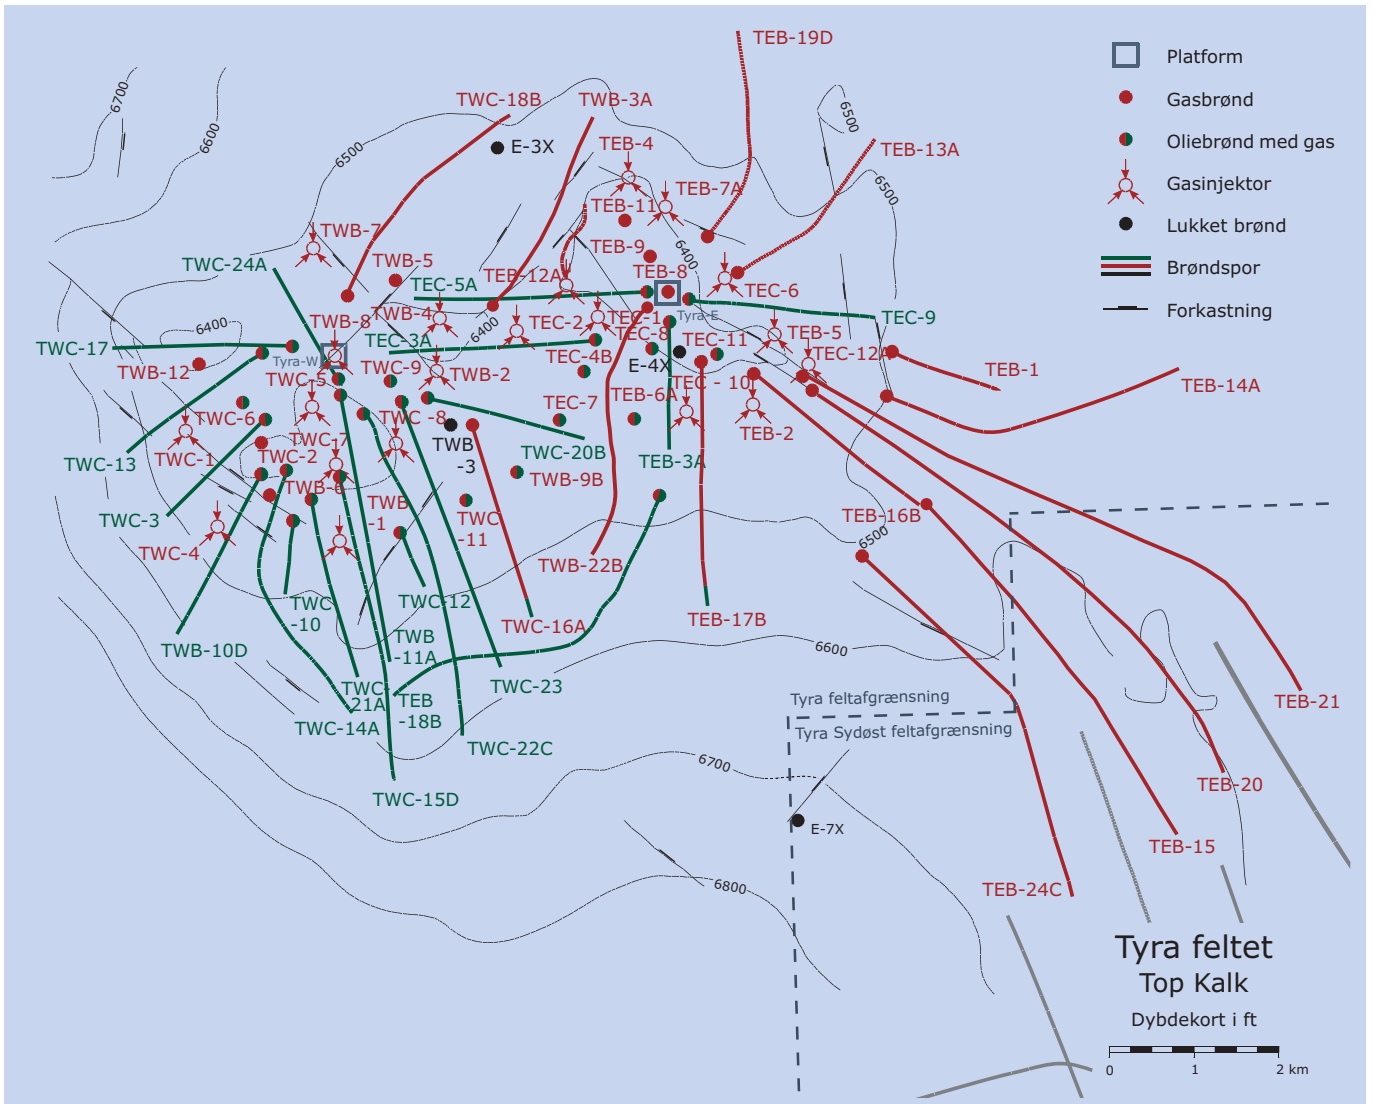 TEB-19D
Platform
6700
TWC-18B
TWB-3A
Gasbrønd
6500
6600
TEB-4
Oliebrønd med gas
E-3X
6500
TEB-13A
TEB-7A
Gasinjektor
6500
TEB-11
Lukket brønd
TWB-7
TEB-9
6400
TWC-24A
TWB-5
TEB-12A
TEB-8
Brøndspor
TEC-5A
TEC-6
Forkastning
TWB-4
TEC-1
Tyra-E
TEC-9
6400
TWB-8
6400
TEC-2
TEC-8
TEB-5
TWC-17
TEC-3A
TEC-11
TEC-12A
Tyra-W
TEC-4B
E-4X
TEB-1
TWB-12
TWC-9
TWB-2
TWC-5
TEC - 10
TEB-14A
TEB-6A
TWC-6
TWC -8
TEC-7
TEB-2
TWC-7
TWB
-3
TWC-20B
TWC-13
TWC-1
TWC-2
TEB-3A
TWB-9B
TWB-6
TWC-3
TWB
-1
TWC
-11
TEB-16B
6500
TWC-4
TWB-22B
TWC
-10
TWC-12
TWC-16A
TEB-17B
TWB-10D
TWB
-11A
6600
TWC-
21A
TEB
-18B
TWC-23
Tyra feltafgrænsning
TEB-21
TWC-14A
Tyra Sydøst feltafgrænsning
TWC-22C
6700
TEB-20
TWC-15D
E-7X
TEB-15
6800
TEB-24C
Tyra feltet
Top Kalk
Dybdekort i ft
0 1 2 km